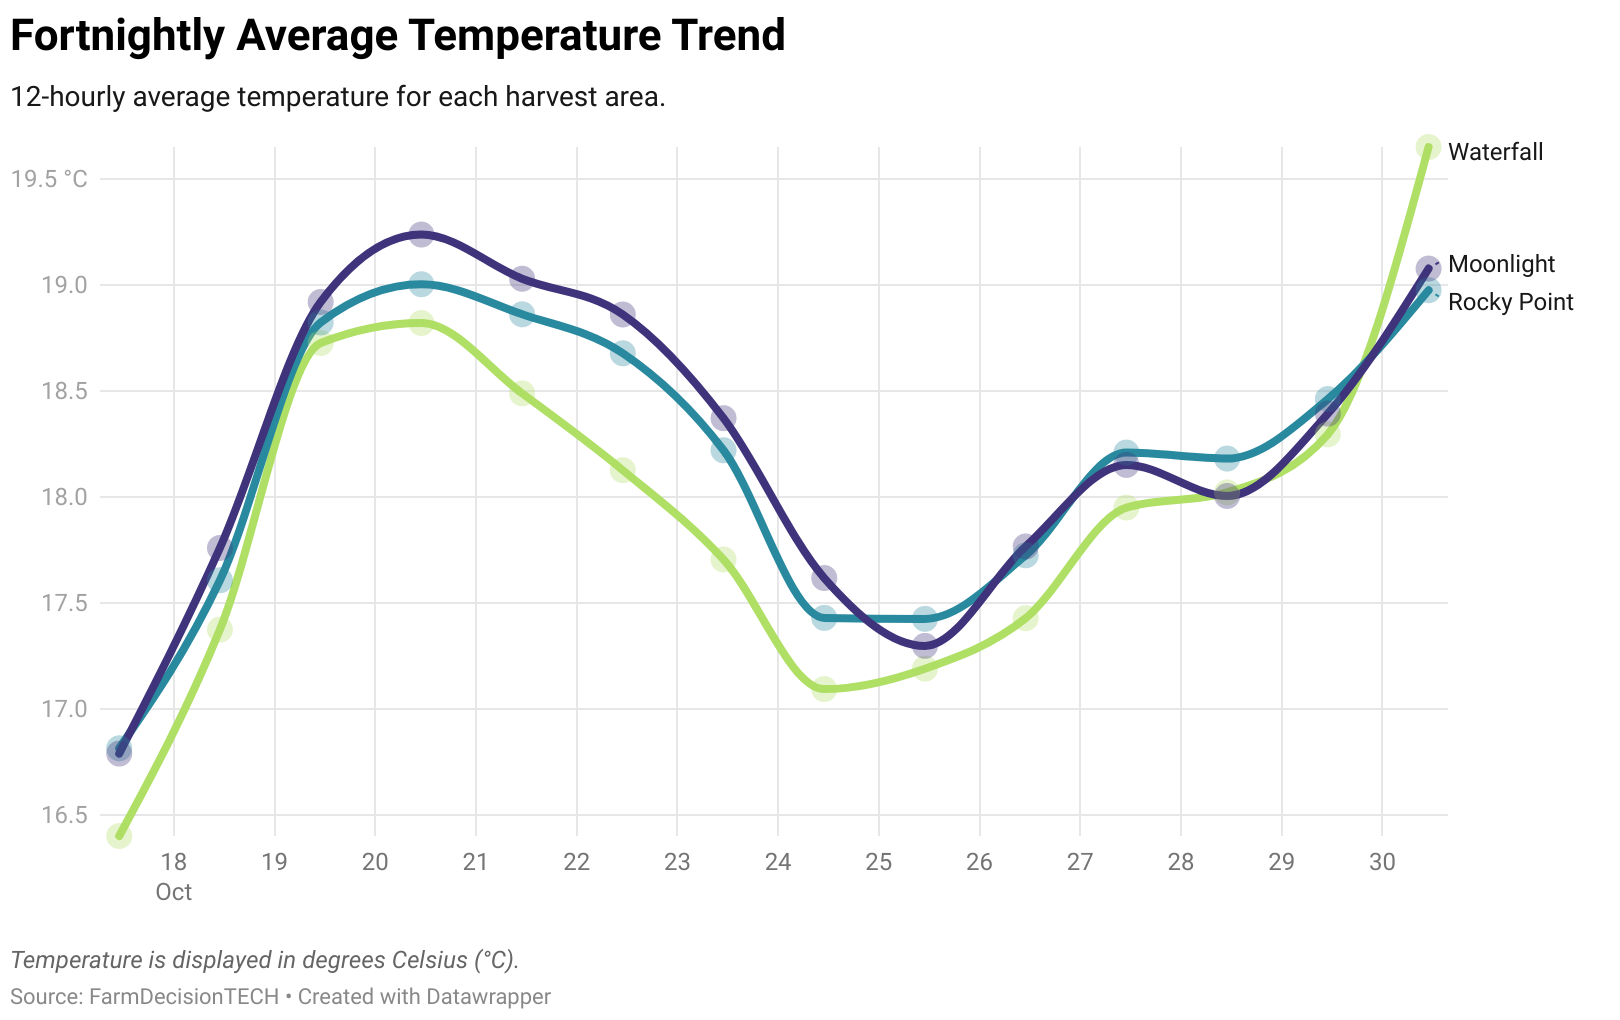 Fortnightly Average Temperature Trend
12-hourly average temperature for each harvest area.
Waterfall
19.5 °C
Moonlight
19.0
Rocky Point
18.5
18.0
17.5
17.0
16.5
18 19 20 21 22 23 24 25 26 27 28 29 30
Oct
Temperature is displayed in degrees Celsius (°C).
Source: FarmDecisionTECH • Created with Datawrapper